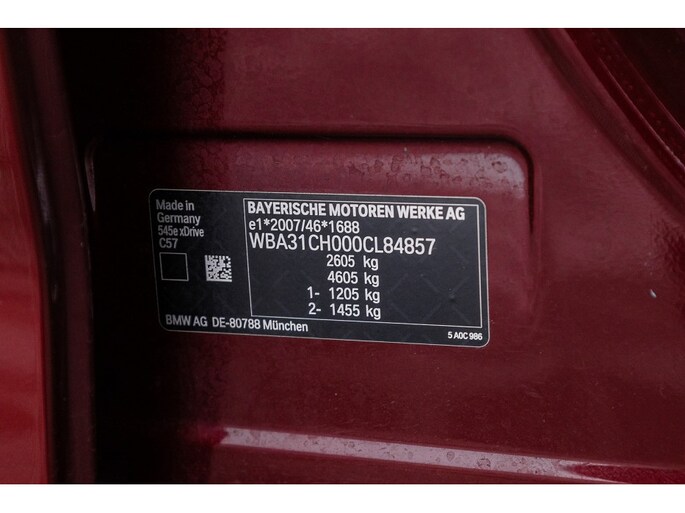 Made in
Germany
545e xDrive
C57
BAYERISCHE MOTOREN WERKE AG
e1*2007/46*1688
WBA31CH000CL84857
2605 kg
4605 kg
1- 1205 kg
2- 1455 kg
BMW AG DE-80788 München
5 A0C 986